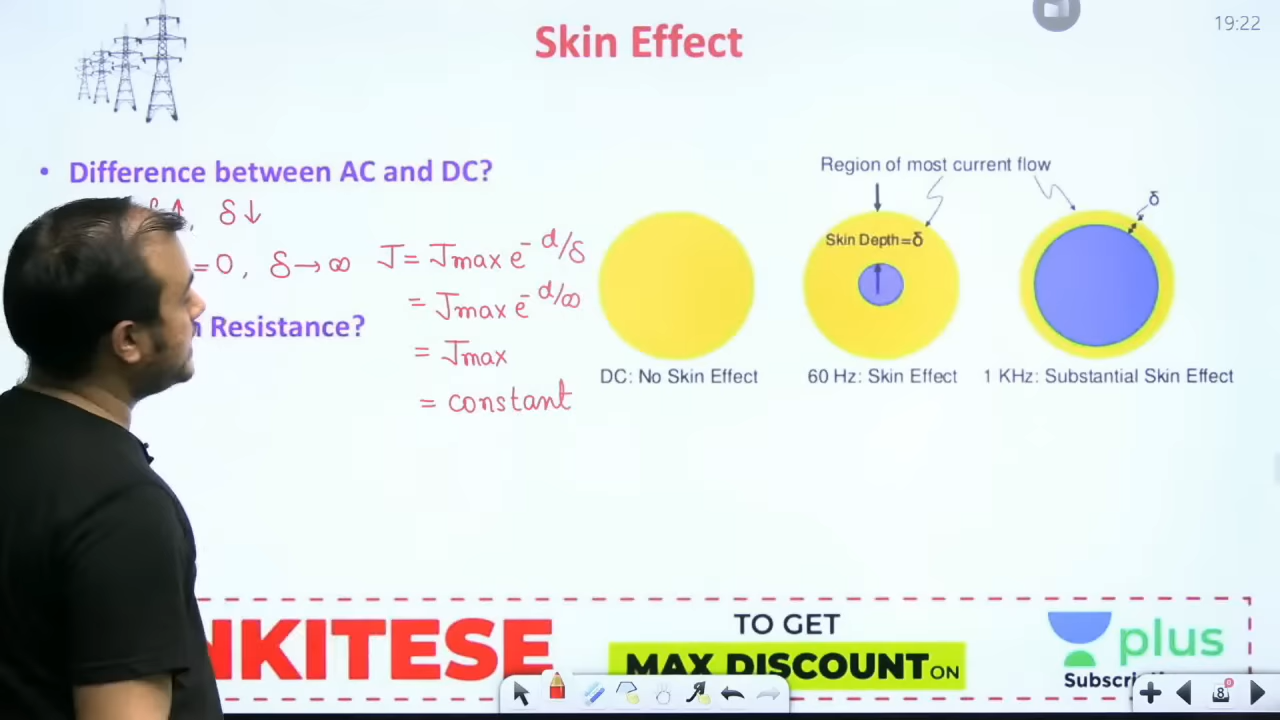 19:22
Skin Effect
• Difference between AC and DC?
↑, δ↓
=0, δ→∞
J = Jmax e^-d/δ
= Jmax e^-d/∞
= Jmax
= constant
Resistance?
Region of most current flow
δ
Skin Depth=δ
DC: No Skin Effect
60 Hz: Skin Effect
1 KHz: Substantial Skin Effect
NKITESE
TO GET
MAX DISCOUNT ON
plus
8